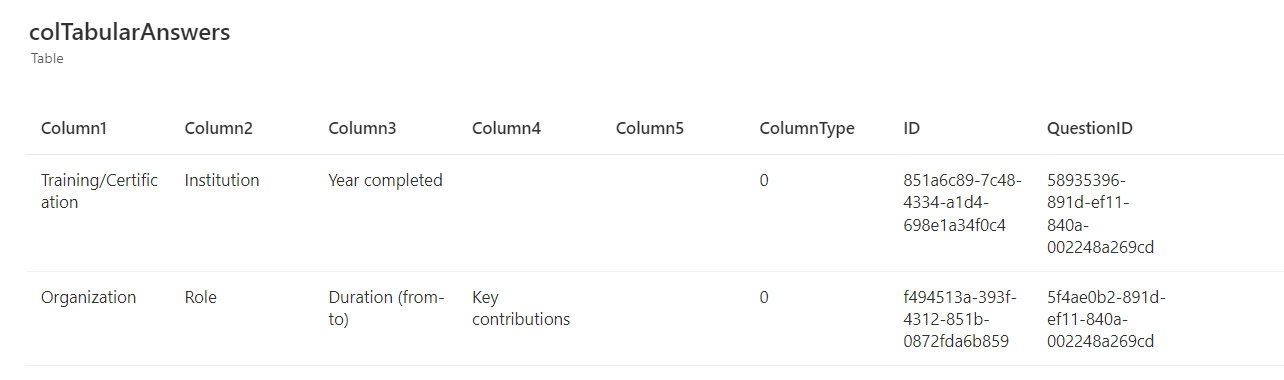 colTabularAnswers
Table
Column1 Column2 Column3 Column4 Column5 ColumnType ID QuestionID
Training/Certific
ation
Institution
Year completed
0
851a6c89-7c48-
4334-a1d4-
698e1a34f0c4
58935396-
891d-ef11-
840a-
002248a269cd
Organization
Role
Duration (from-
to)
Key
contributions
0
f494513a-393f-
4312-851b-
0872fda6b859
5f4ae0b2-891d-
ef11-840a-
002248a269cd